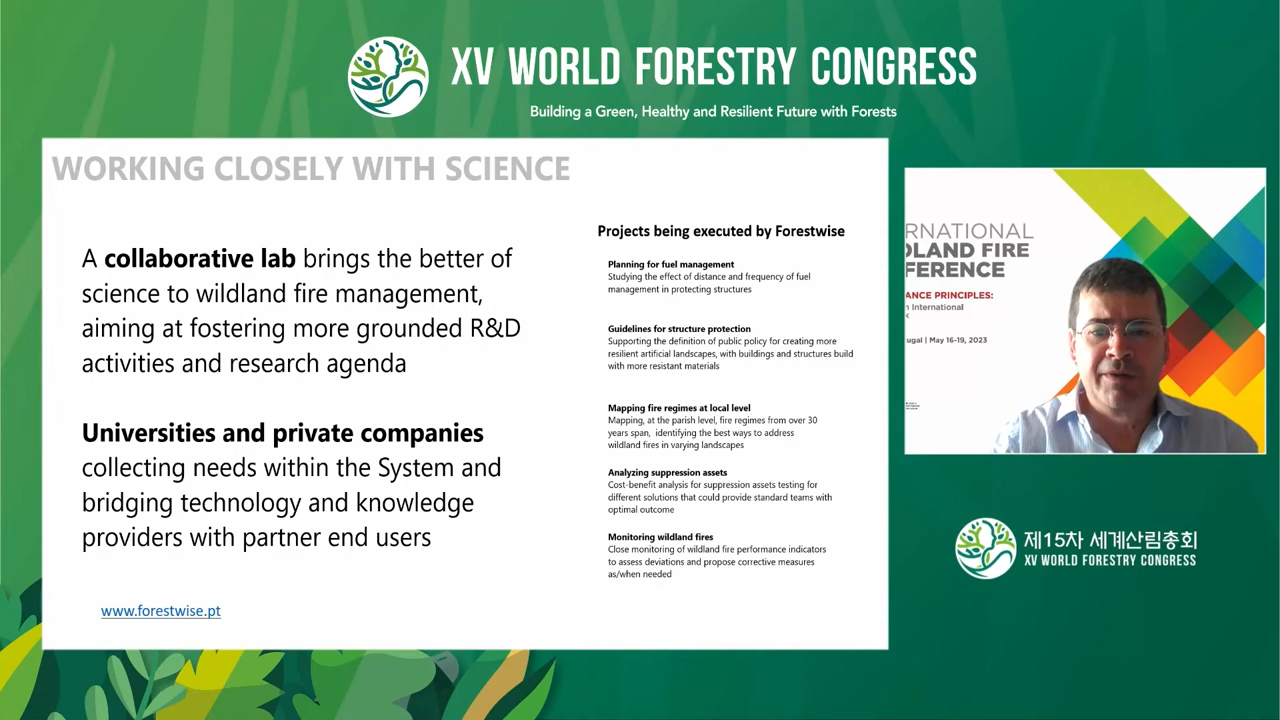 XV WORLD FORESTRY CONGRESS
Building a Green, Healthy and Resilient Future with Forests
WORKING CLOSELY WITH SCIENCE
A collaborative lab brings the better of
science to wildland fire management,
aiming at fostering more grounded R&D
activities and research agenda
Universities and private companies
collecting needs within the System and
bridging technology and knowledge
providers with partner end users
www.forestwise.pt
Projects being executed by Forestwise
Planning for fuel management
Studying the effect of distance and frequency of fuel
management in protecting structures
Guidelines for structure protection
Supporting the definition of public policy for creating more
resilient artificial landscapes, with buildings and structures build
with more resistant materials
Mapping fire regimes at local level
Mapping, at the parish level, fire regimes from over 30
years span, identifying the best ways to address
wildland fires in varying landscapes
Analyzing suppression assets
Cost-benefit analysis for suppression assets testing for
different solutions that could provide standard teams with
optimal outcome
Monitoring wildland fires
Close monitoring of wildland fire performance indicators
to assess deviations and propose corrective measures
as/when needed
RNATIONAL
DLAND FIRE
FERENCE
ANCE PRINCIPLES:
International
ugal | May 16-19, 2023
제15차 세계산림총회
XV WORLD FORESTRY CONGRESS